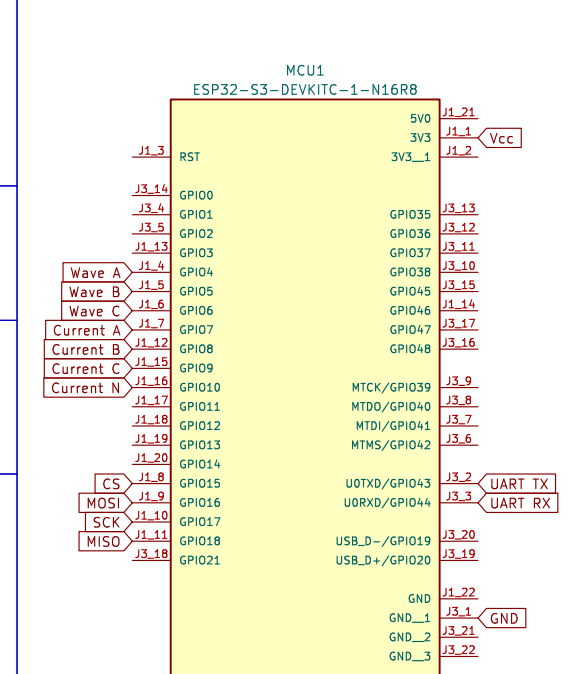 MCU1
ESP32-S3-DEVKITC-1-N16R8
5V0 J1_21
3V3 J1_1 Vcc
J1_3 RST 3V3__1 J1_2
J3_14 GPIO0
J3_4 GPIO1 GPIO35 J3_13
J3_5 GPIO2 GPIO36 J3_12
J1_13 GPIO3 GPIO37 J3_11
Wave A J1_4 GPIO4 GPIO38 J3_10
Wave B J1_5 GPIO5 GPIO45 J3_15
Wave C J1_6 GPIO6 GPIO46 J1_14
Current A J1_7 GPIO7 GPIO47 J3_17
Current B J1_12 GPIO8 GPIO48 J3_16
Current C J1_15 GPIO9
Current N J1_16 GPIO10 MTCK/GPIO39 J3_9
J1_17 GPIO11 MTDO/GPIO40 J3_8
J1_18 GPIO12 MTDI/GPIO41 J3_7
J1_19 GPIO13 MTMS/GPIO42 J3_6
J1_20 GPIO14
CS J1_8 GPIO15 U0TXD/GPIO43 J3_2 UART TX
MOSI J1_9 GPIO16 U0RXD/GPIO44 J3_3 UART RX
SCK J1_10 GPIO17
MISO J1_11 GPIO18 USB_D-/GPIO19 J3_20
J3_18 GPIO21 USB_D+/GPIO20 J3_19
GND J1_22
GND__1 J3_1 GND
GND__2 J3_21
GND__3 J3_22